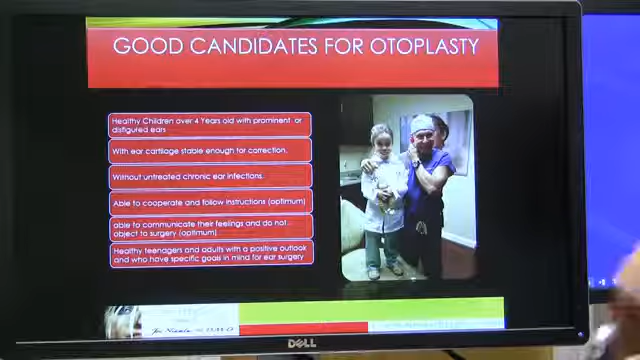 GOOD CANDIDATES FOR OTOPLASTY
Healthy Children over 4 Years old with prominent or
disfigured ears
With ear cartilage stable enough for correction.
Without untreated chronic ear infections.
Able to cooperate and follow instructions (optimum)
able to communicate their feelings and do not
object to surgery (optimum)
Healthy teenagers and adults with a positive outlook
and who have specific goals in mind for ear surgery
DELL